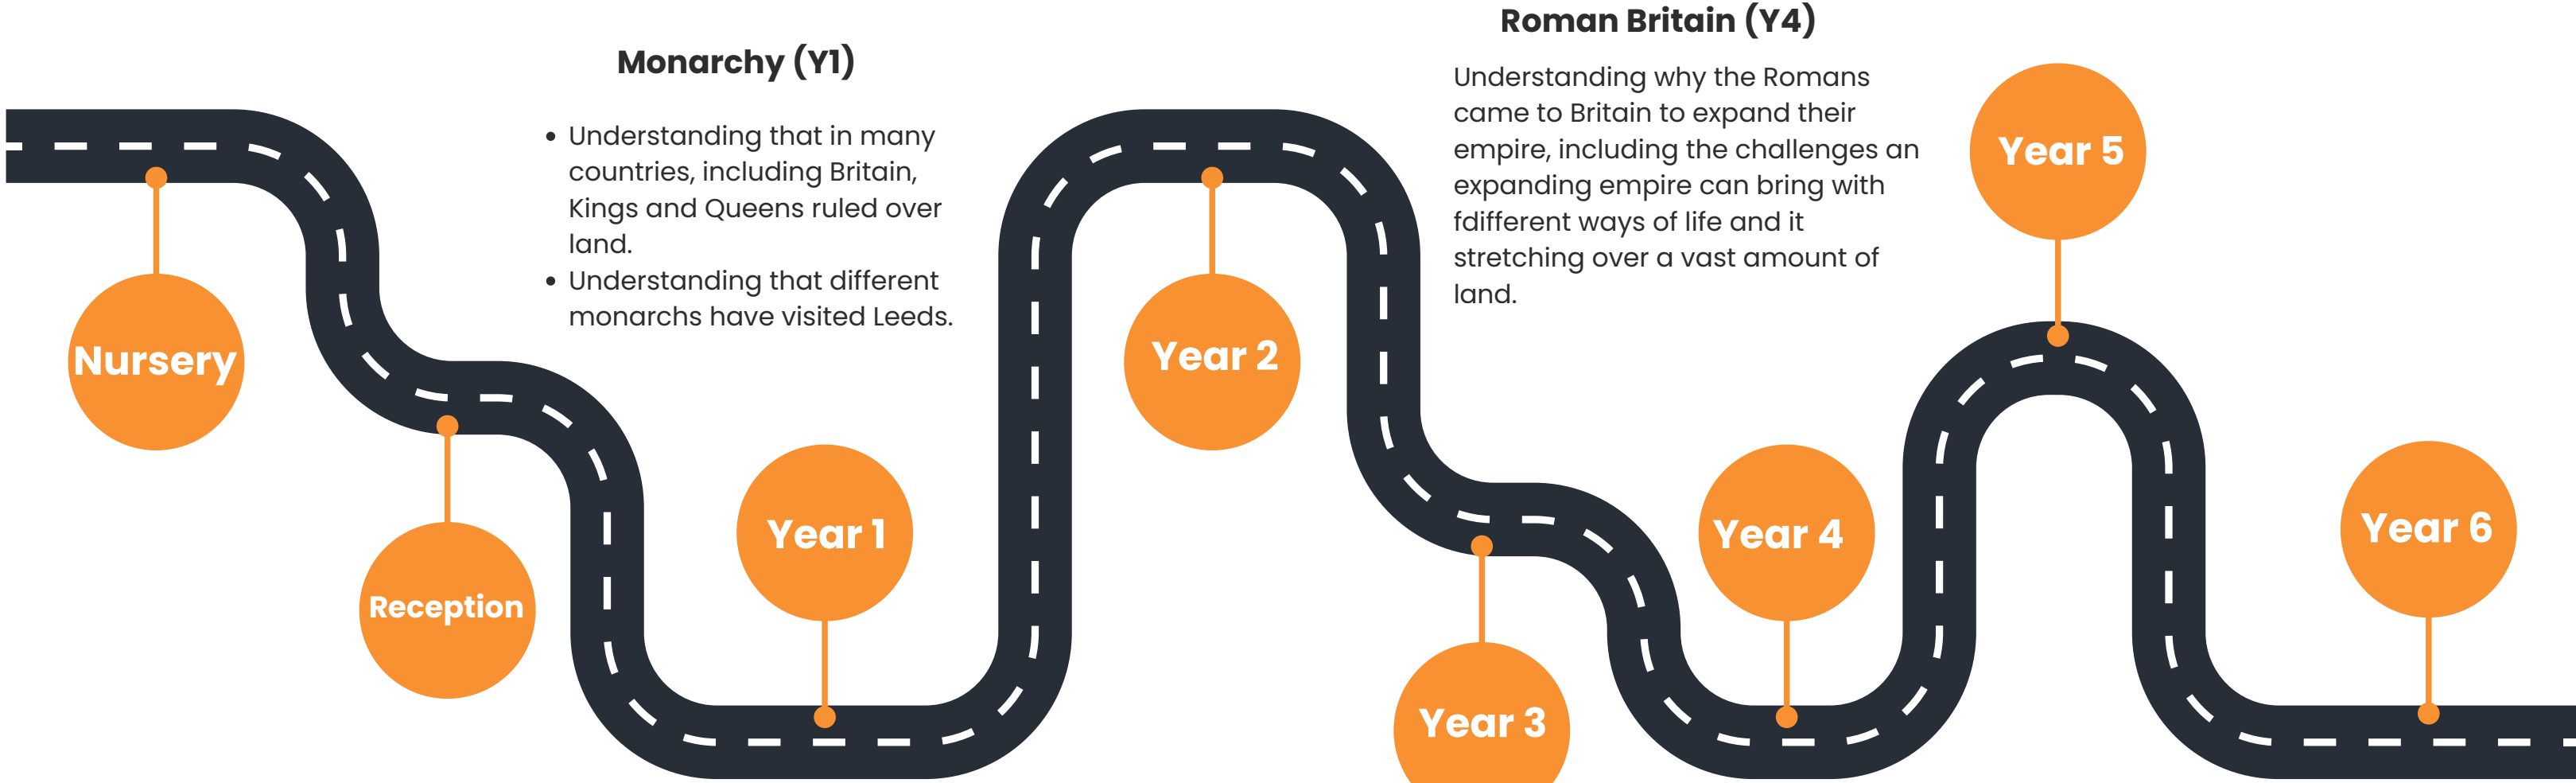 Monarchy (Y1)
• Understanding that in many
countries, including Britain,
Kings and Queens ruled over
land.
• Understanding that different
monarchs have visited Leeds.
Roman Britain (Y4)
Understanding why the Romans
came to Britain to expand their
empire, including the challenges an
expanding empire can bring with
fdifferent ways of life and it
stretching over a vast amount of
land.
Nursery
Reception
Year 1
Year 2
Year 3
Year 4
Year 5
Year 6